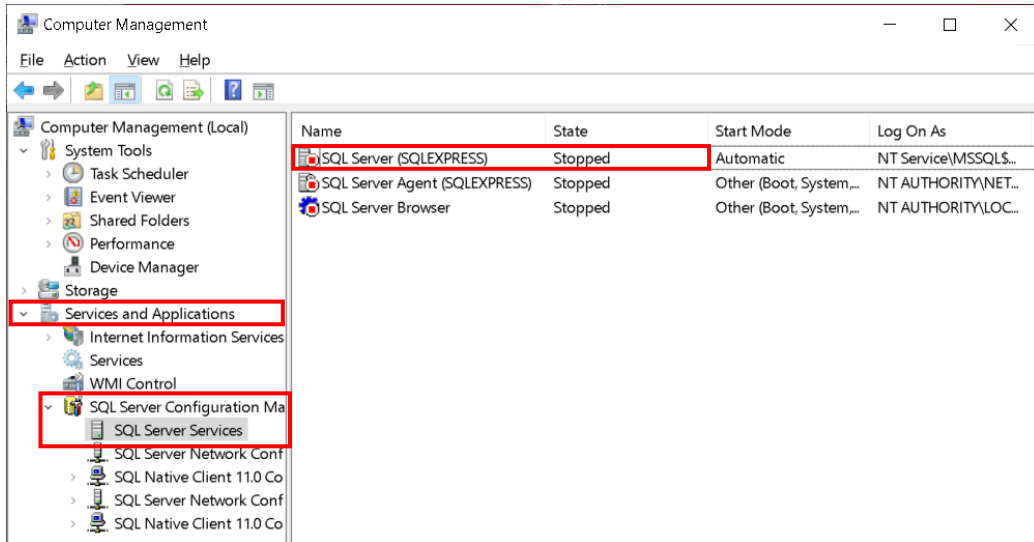 Computer Management
File Action View Help
Computer Management (Local)
System Tools
Task Scheduler
Event Viewer
Shared Folders
Performance
Device Manager
Storage
Services and Applications
Internet Information Services
Services
WMI Control
SQL Server Configuration Ma
SQL Server Services
SQL Server Network Conf
SQL Native Client 11.0 Co
SQL Server Network Conf
SQL Native Client 11.0 Co
Name State Start Mode Log On As
SQL Server (SQLEXPRESS) Stopped Automatic NT Service\MSSQL$...
SQL Server Agent (SQLEXPRESS) Stopped Other (Boot, System,... NT AUTHORITY\NET...
SQL Server Browser Stopped Other (Boot, System,... NT AUTHORITY\LOC...